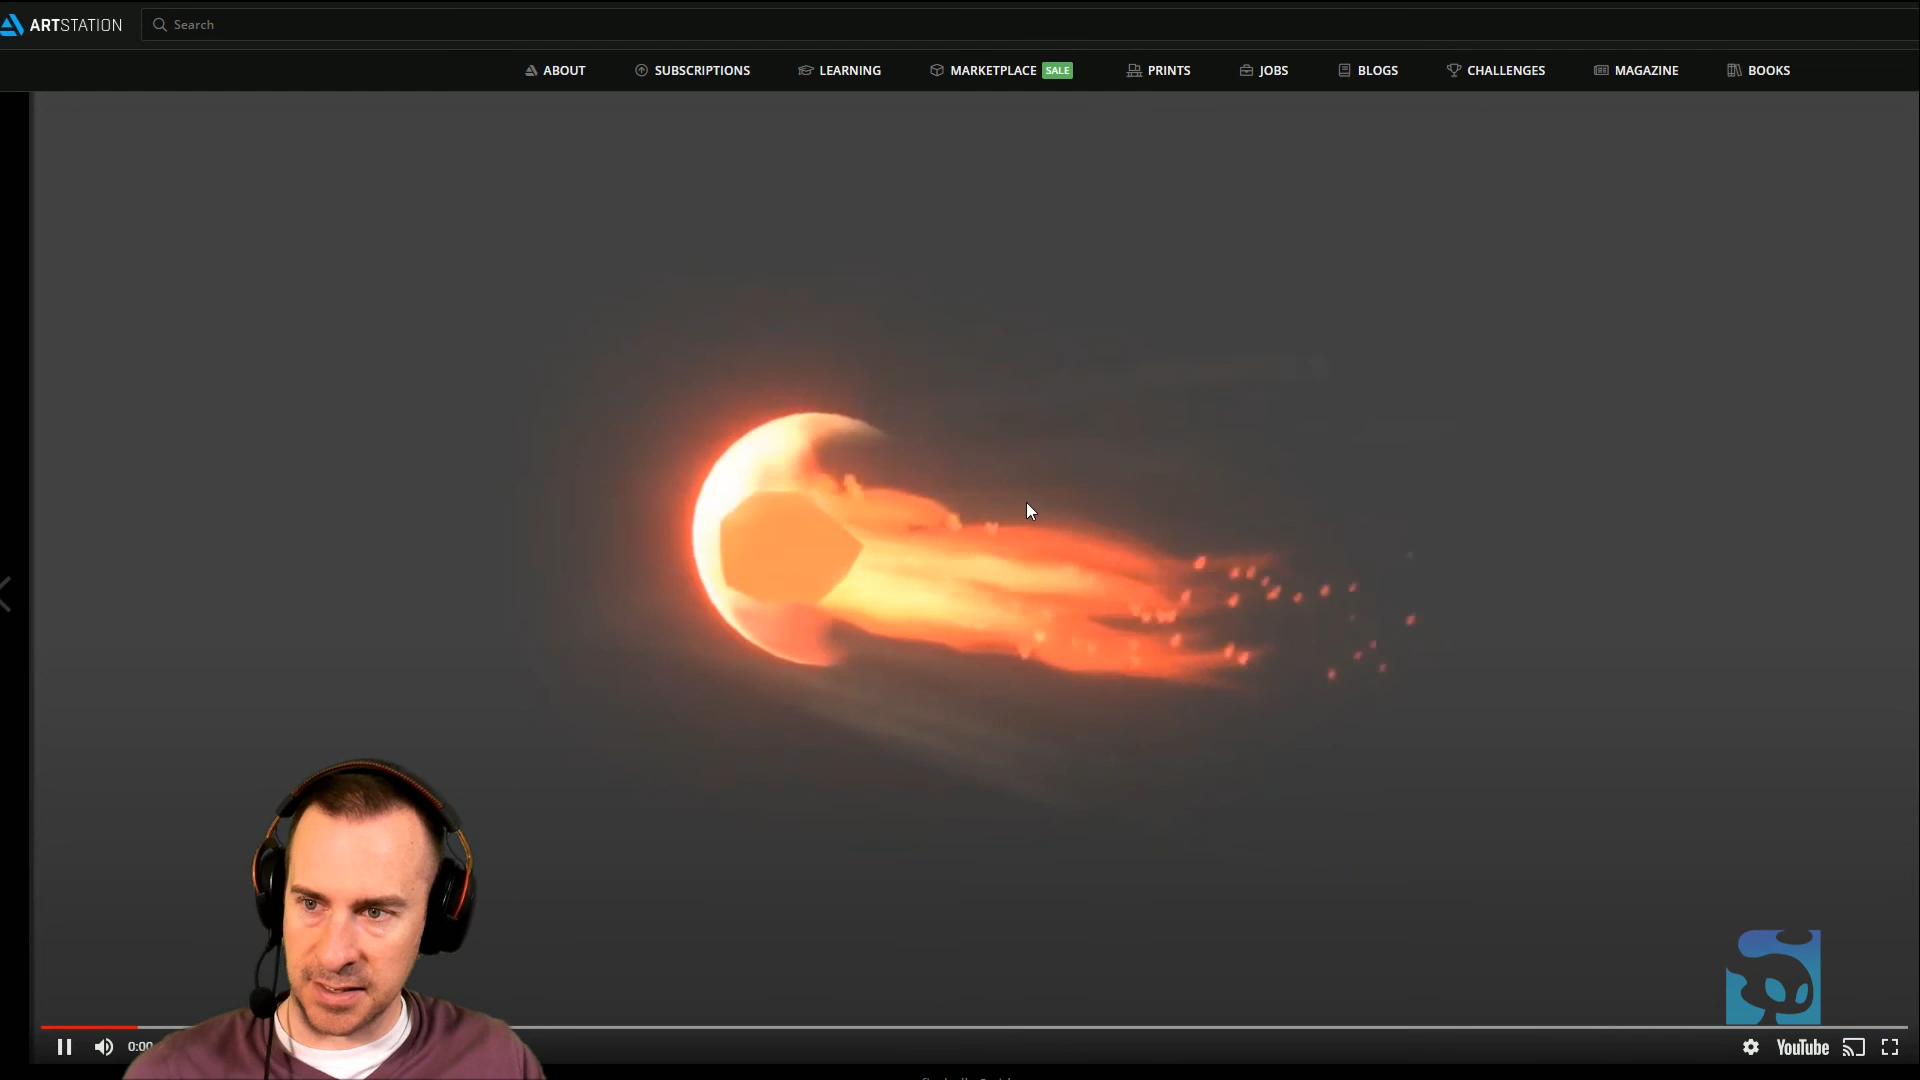 ARTSTATION
Search
ABOUT
SUBSCRIPTIONS
LEARNING
MARKETPLACE SALE
PRINTS
JOBS
BLOGS
CHALLENGES
MAGAZINE
BOOKS
0:00
YouTube